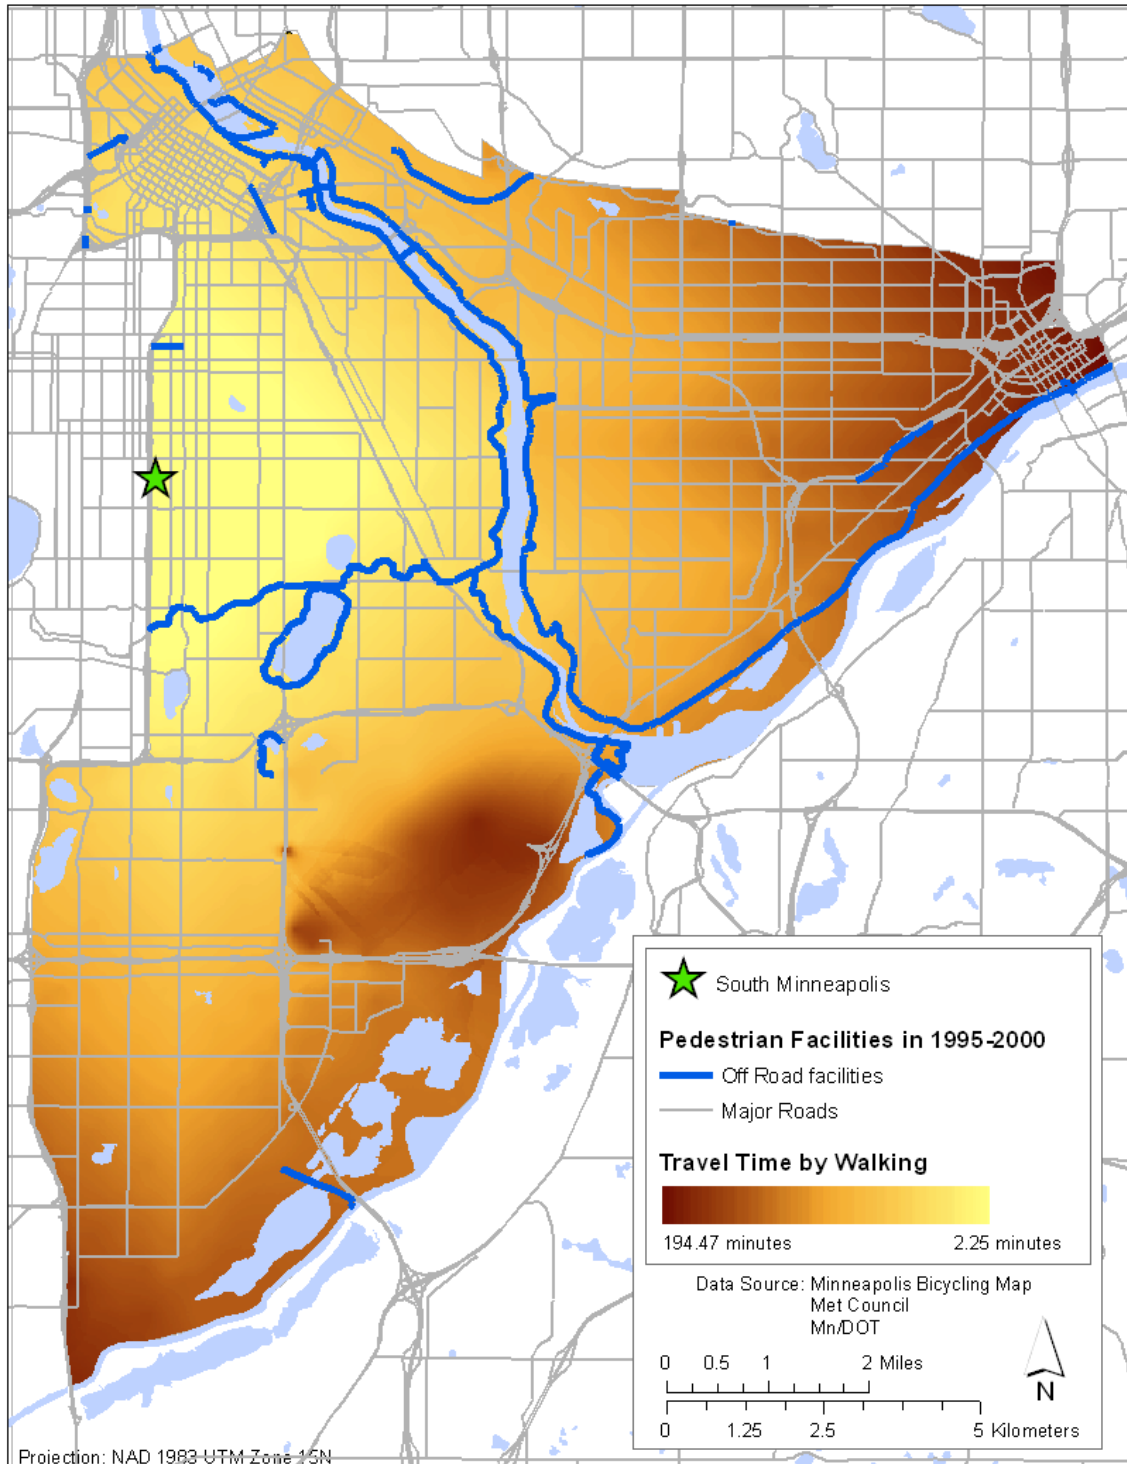 South Minneapolis
Pedestrian Facilities in 1995-2000
Off Road facilities
Major Roads
Travel Time by Walking
194.47 minutes 2.25 minutes
Data Source: Minneapolis Bicycling Map
Met Council
Mn/DOT
0 0.5 1 2 Miles
N
0 1.25 2.5 5 Kilometers
Projection: NAD 1983 UTM Zone 15N